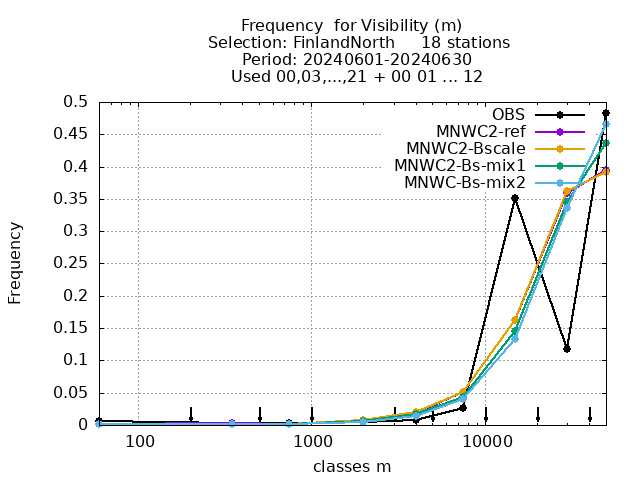 Frequency  for Visibility (m)
Selection: FinlandNorth     18 stations
Period: 20240601-20240630
Used 00,03,...,21 + 00 01 ... 12
OBS
MNWC2-ref
MNWC2-Bscale
MNWC2-Bs-mix1
MNWC-Bs-mix2
Frequency
0.5
0.45
0.4
0.35
0.3
0.25
0.2
0.15
0.1
0.05
0
100
1000
10000
classes m